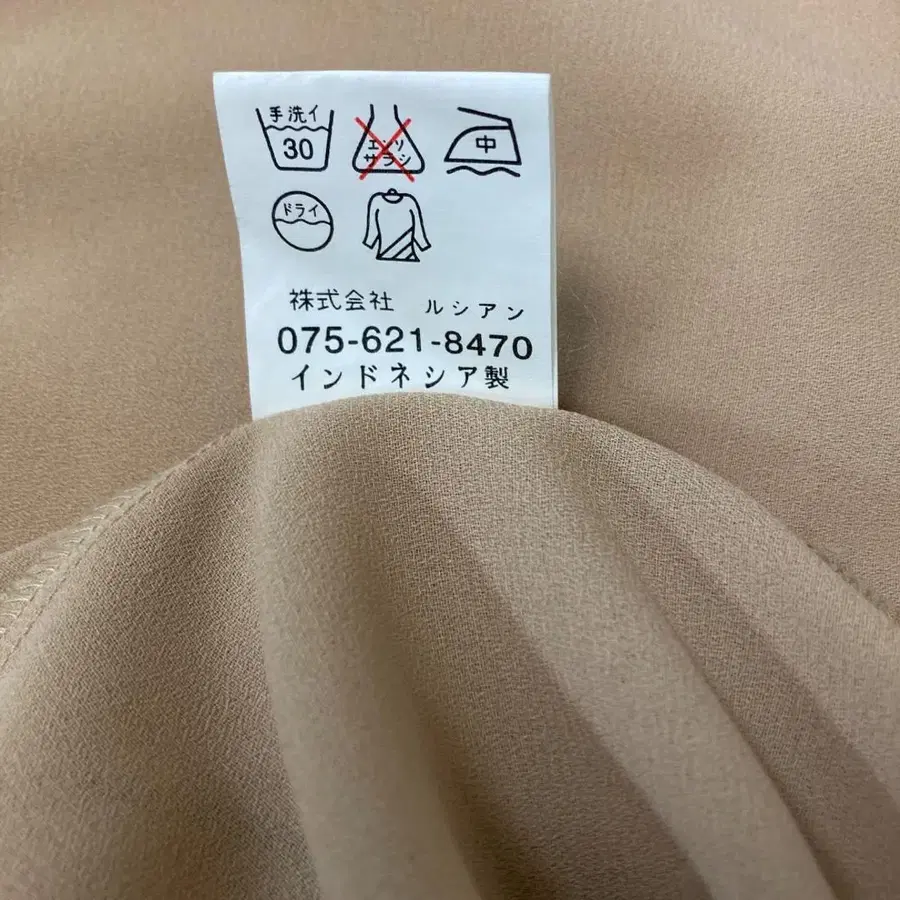 手洗イ
30
エンソ
サラシ
中
ドライ
株式会社 ルシアン
075-621-8470
インドネシア製